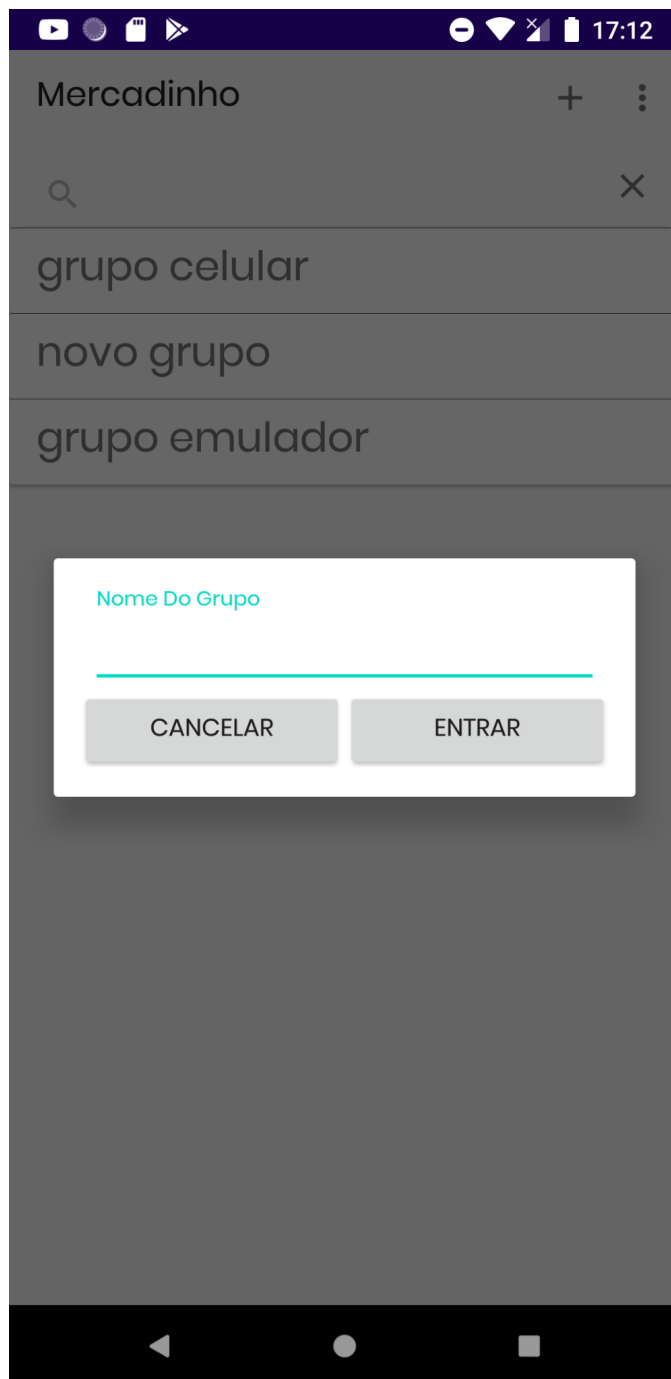 17:12
Mercadinho
grupo celular
novo grupo
grupo emulador
Nome Do Grupo
CANCELAR ENTRAR